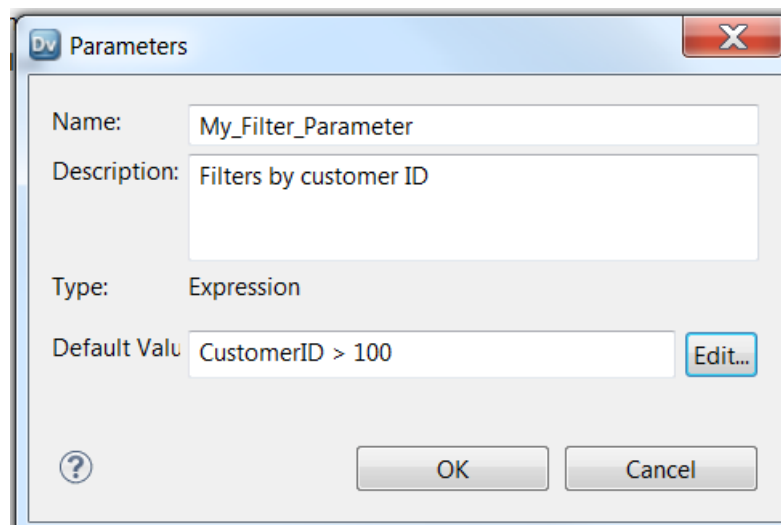 Dv Parameters
Name: My_Filter_Parameter
Description: Filters by customer ID
Type: Expression
Default Valu CustomerID > 100 Edit...
? OK Cancel